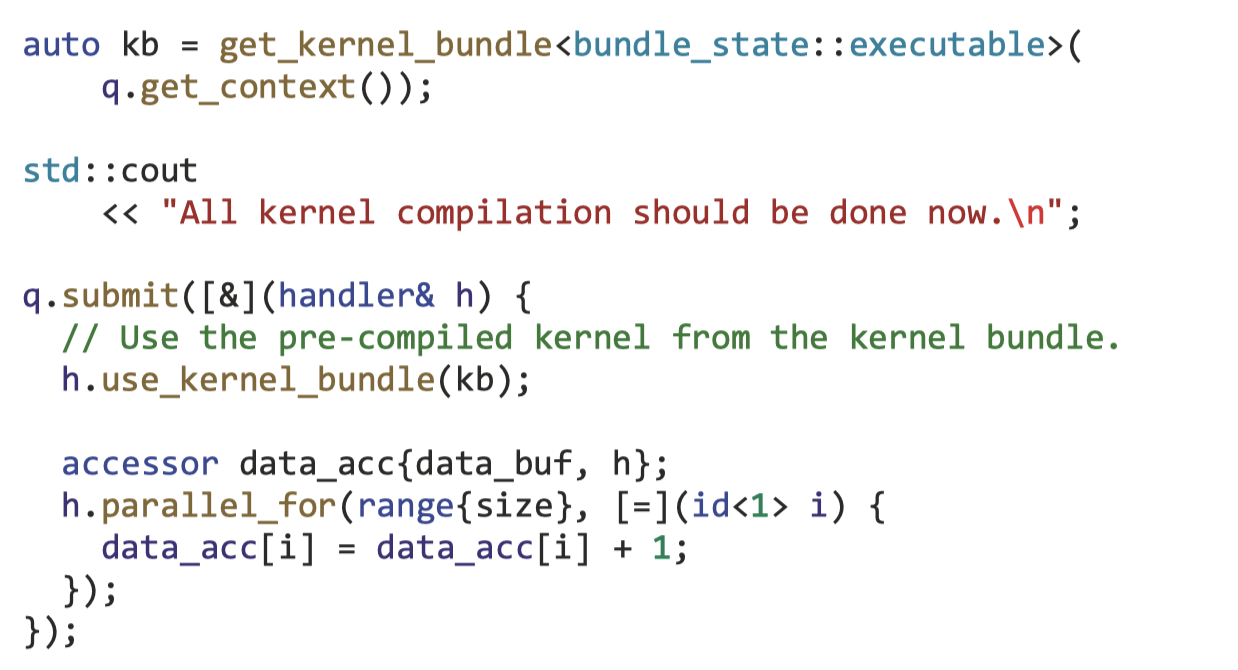 auto kb = get_kernel_bundle<bundle_state::executable>(
    q.get_context());

std::cout
    << "All kernel compilation should be done now.\n";

q.submit([&](handler& h) {
  // Use the pre-compiled kernel from the kernel bundle.
  h.use_kernel_bundle(kb);

  accessor data_acc{data_buf, h};
  h.parallel_for(range{size}, [=](id<1> i) {
    data_acc[i] = data_acc[i] + 1;
  });
});